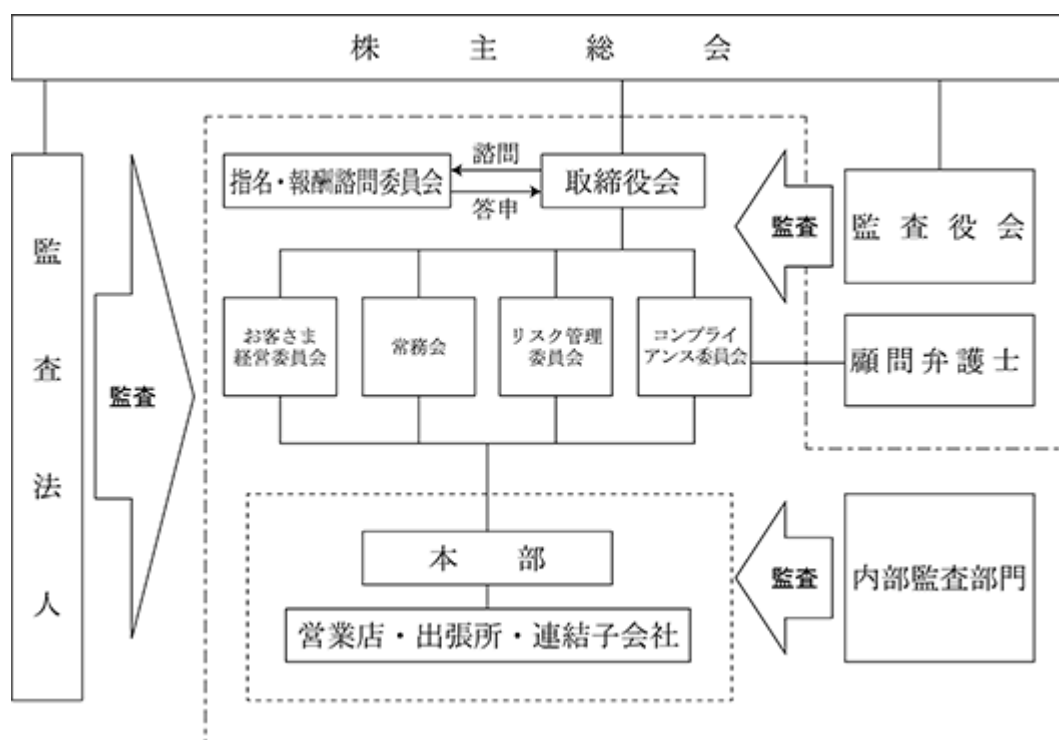 株主総会
監査法人
監査
諮問
指名・報酬諮問委員会
答申
取締役会
監査
監査役会
お客さま
経営委員会
常務会
リスク管理
委員会
コンプライ
アンス委員会
顧問弁護士
本部
営業店・出張所・連結子会社
監査
内部監査部門